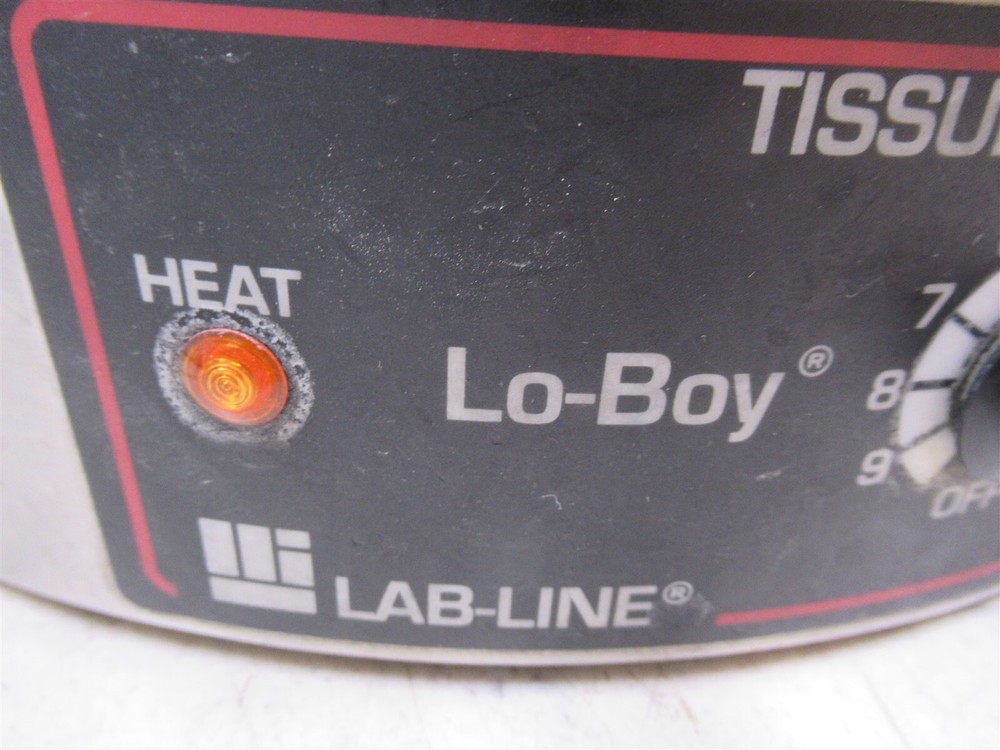 TISSU
HEAT
7
Lo-Boy®
8
9
OFF
LAB-LINE®